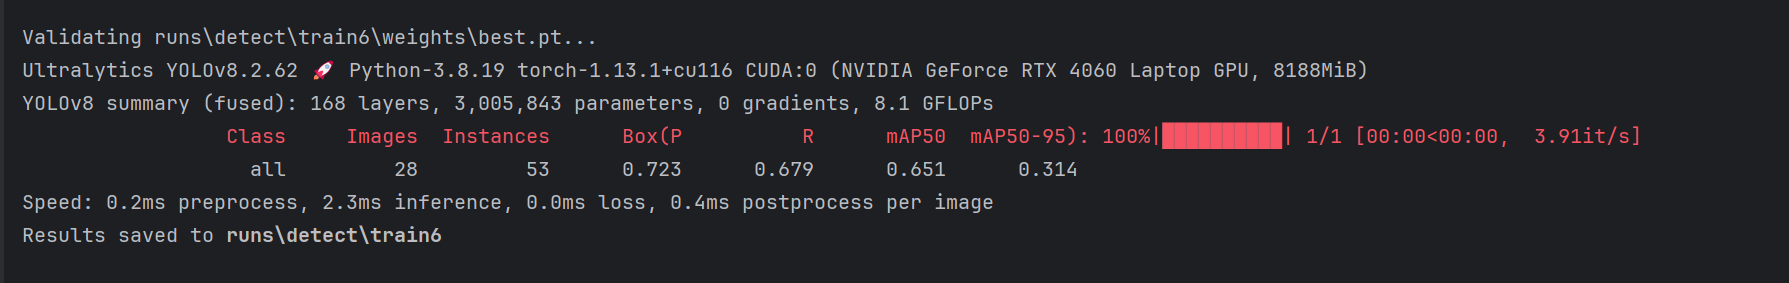 Validating runs\detect\train6\weights\best.pt...
Ultralytics YOLOv8.2.62 🚀 Python-3.8.19 torch-1.13.1+cu116 CUDA:0 (NVIDIA GeForce RTX 4060 Laptop GPU, 8188MiB)
YOLOv8 summary (fused): 168 layers, 3,005,843 parameters, 0 gradients, 8.1 GFLOPs
Class Images Instances Box(P R mAP50 mAP50-95): 100%|██████████| 1/1 [00:00<00:00, 3.91it/s]
all 28 53 0.723 0.679 0.651 0.314
Speed: 0.2ms preprocess, 2.3ms inference, 0.0ms loss, 0.4ms postprocess per image
Results saved to runs\detect\train6